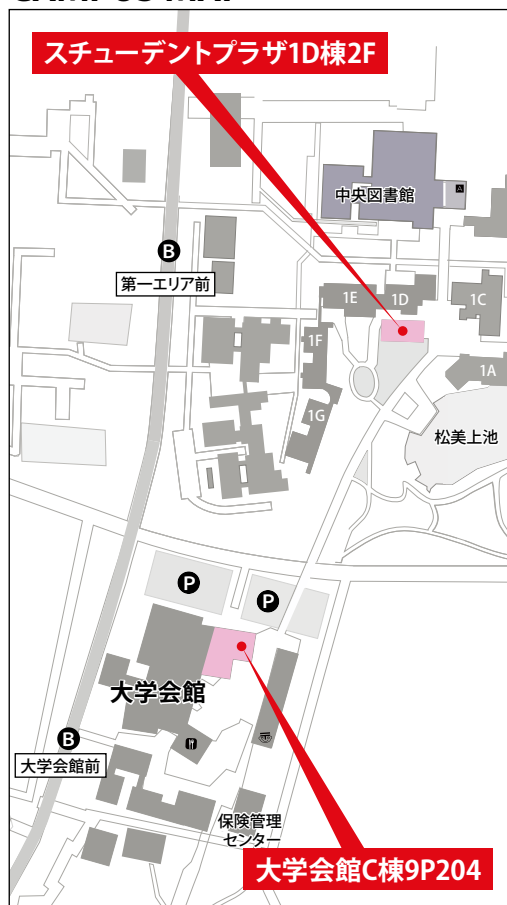 スチューデントプラザ1D棟2F
中央図書館
A
B
第一エリア前
1E
1D
1C
1F
1A
1G
松美上池
P
P
大学会館
B
大学会館前
保険管理
センター
大学会館C棟9P204